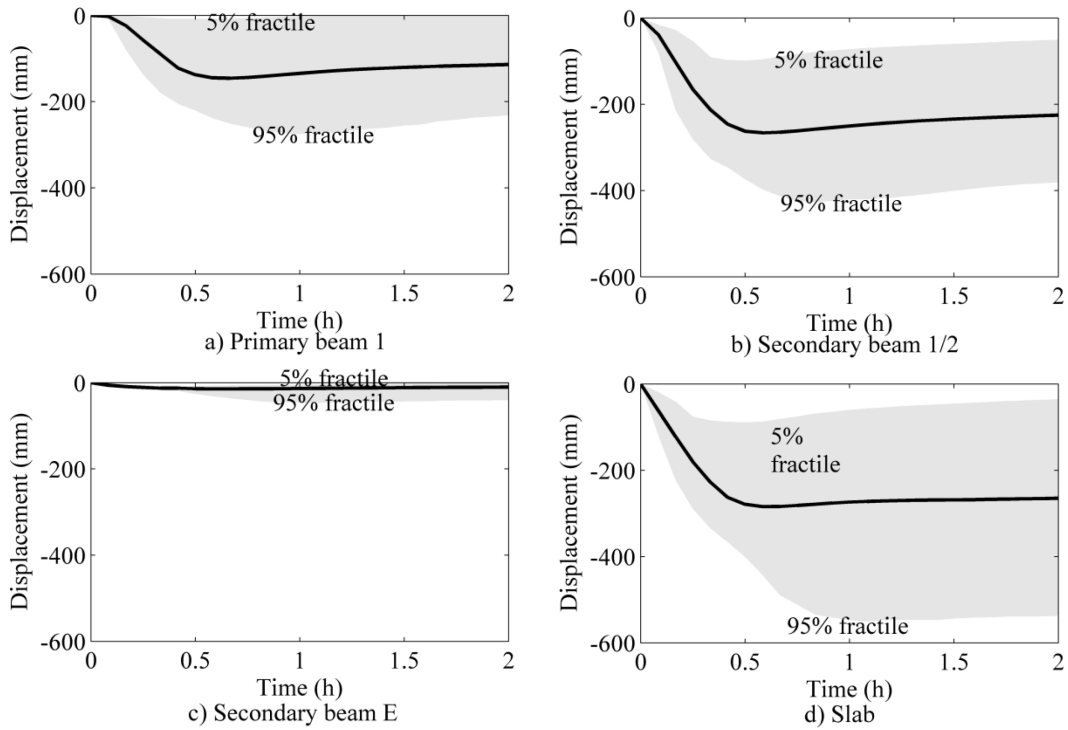 0
-200
-400
-600
Displacement (mm)
5% fractile
95% fractile
0
0.5
1
1.5
2
Time (h)
a) Primary beam 1
0
-200
-400
-600
Displacement (mm)
5% fractile
95% fractile
0
0.5
1
1.5
2
Time (h)
b) Secondary beam 1/2
0
-200
-400
-600
Displacement (mm)
5% fractile
95% fractile
0
0.5
1
1.5
2
Time (h)
c) Secondary beam E
0
-200
-400
-600
Displacement (mm)
5%
fractile
95% fractile
0
0.5
1
1.5
2
Time (h)
d) Slab